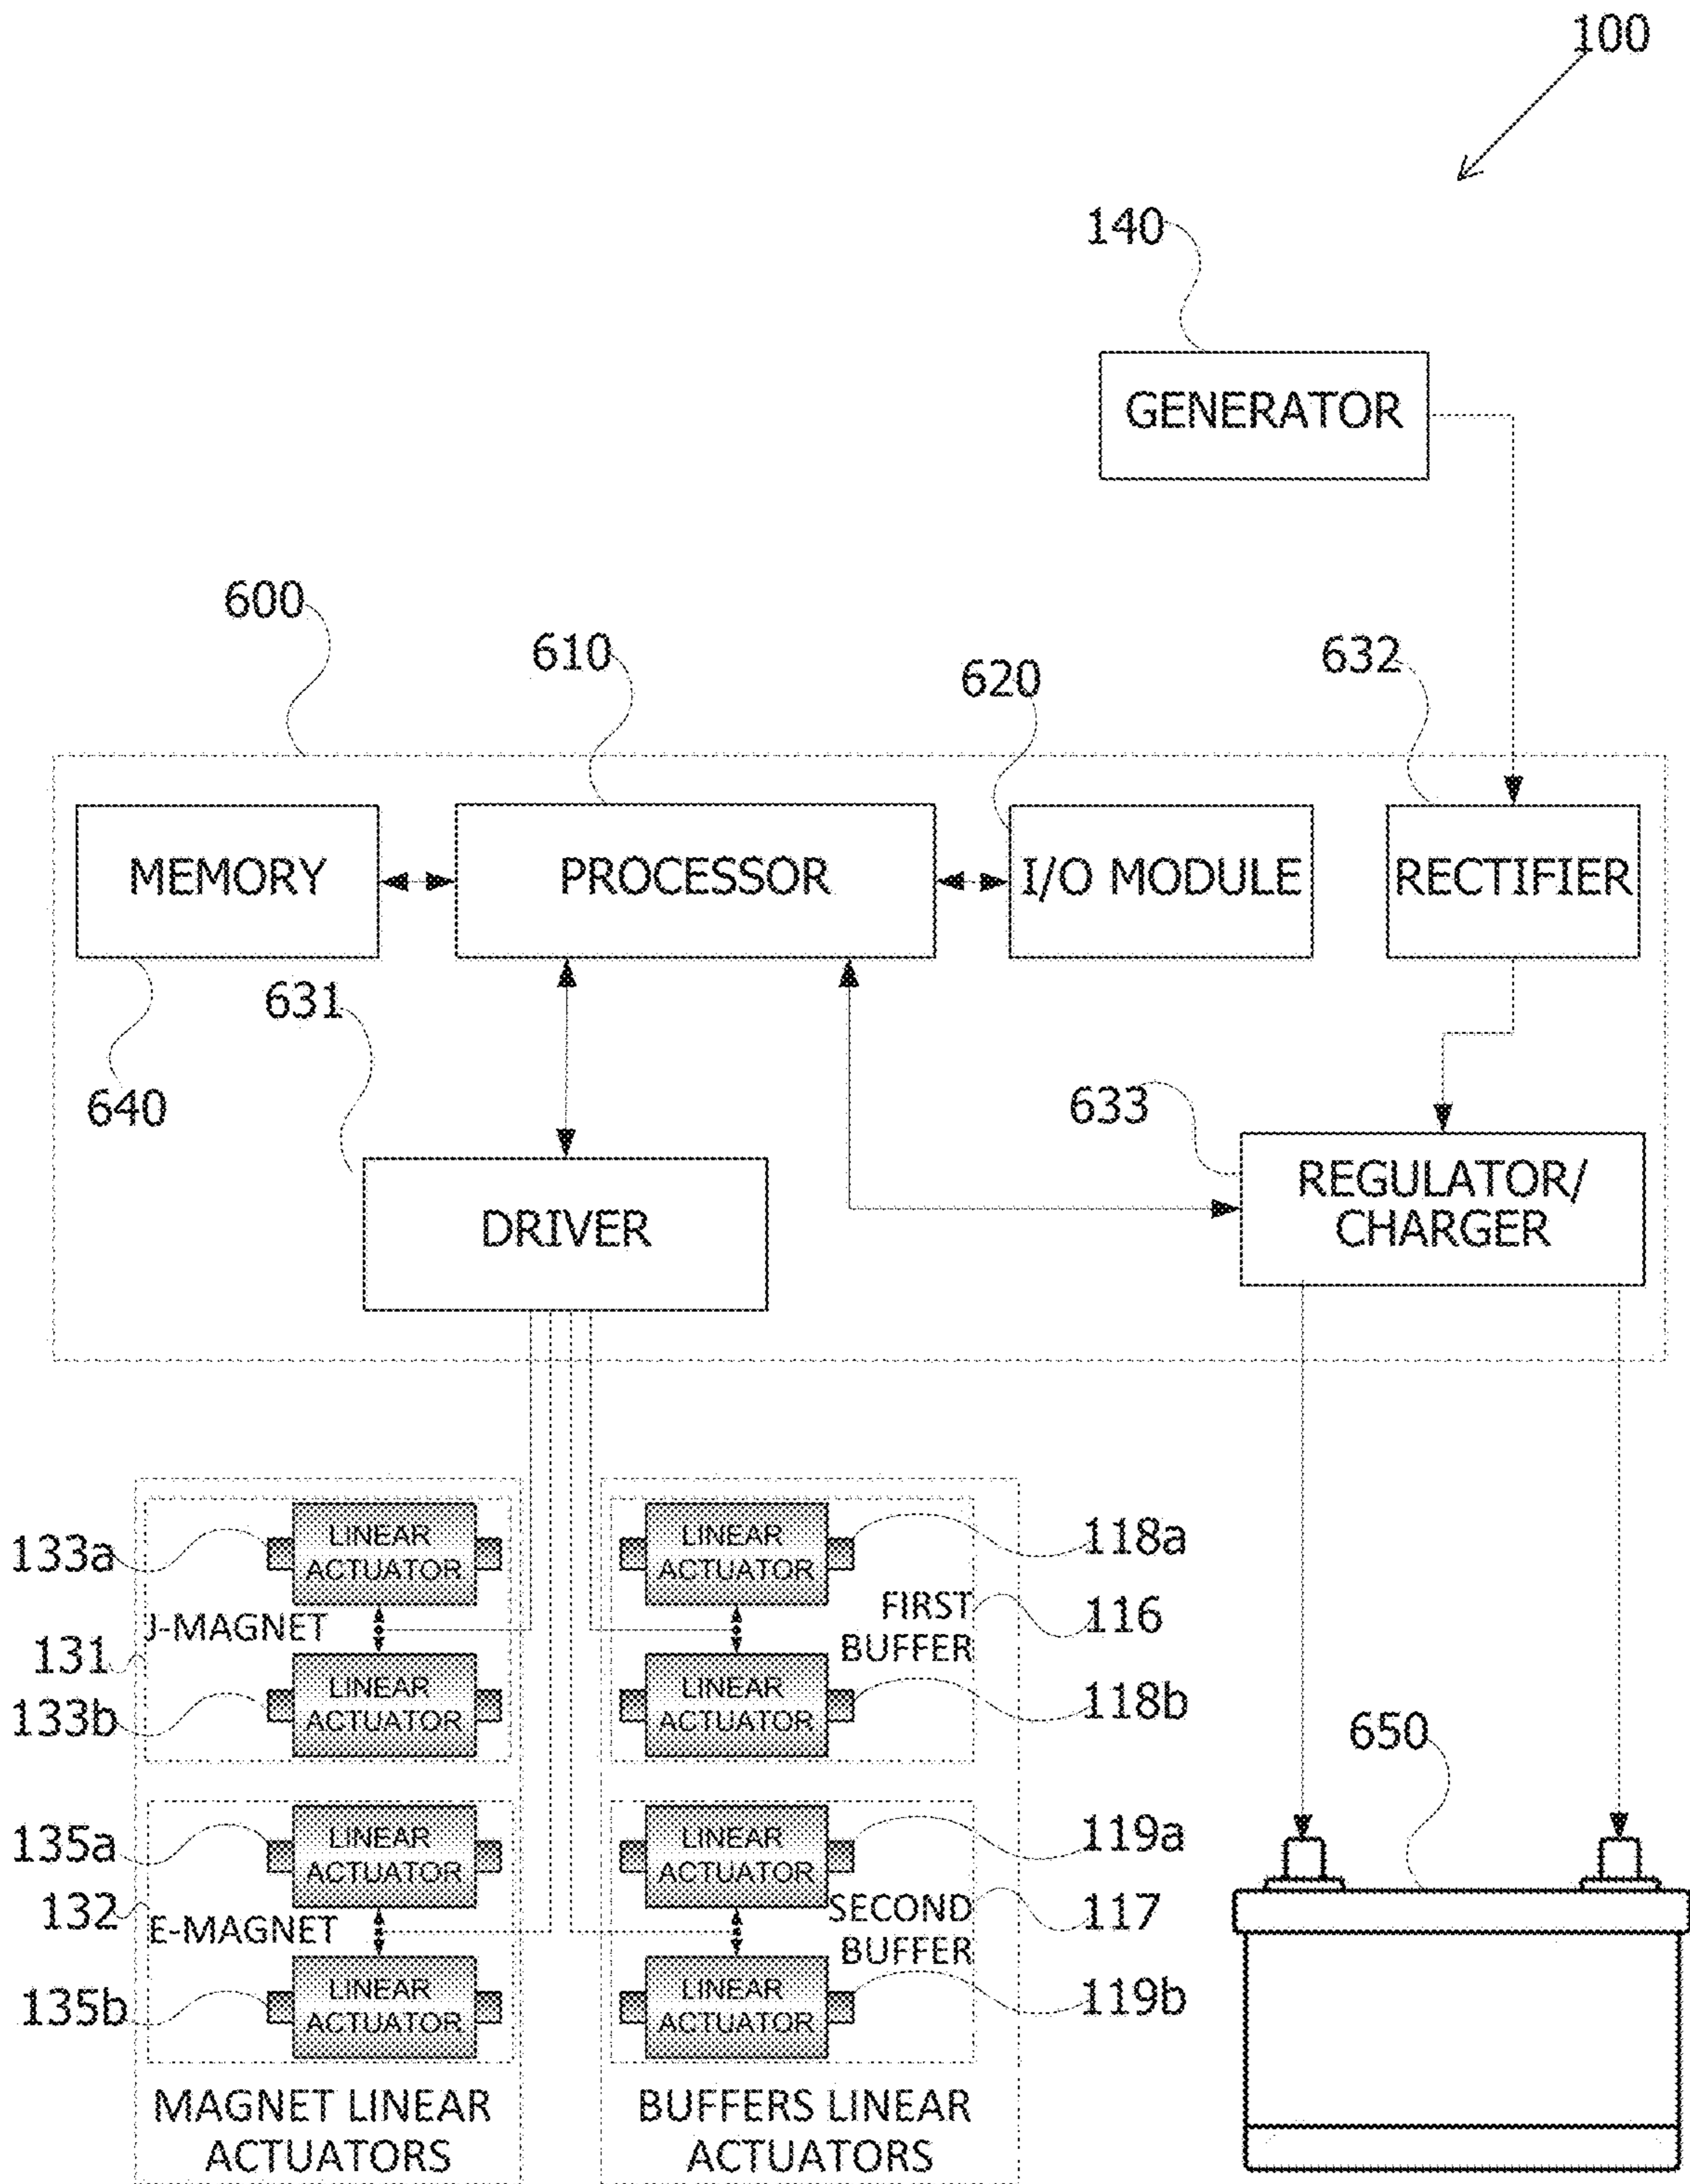 100
140
GENERATOR
600
610
620
632
MEMORY
PROCESSOR
I/O MODULE
RECTIFIER
631
640
633
DRIVER
REGULATOR/
CHARGER
133a
LINEAR
ACTUATOR
J-MAGNET
131
133b
LINEAR
ACTUATOR
LINEAR
ACTUATOR
118a
FIRST
BUFFER
116
LINEAR
ACTUATOR
118b
135a
LINEAR
ACTUATOR
132
E-MAGNET
135b
LINEAR
ACTUATOR
LINEAR
ACTUATOR
119a
SECOND
BUFFER
117
LINEAR
ACTUATOR
119b
650
MAGNET LINEAR
ACTUATORS
BUFFERS LINEAR
ACTUATORS